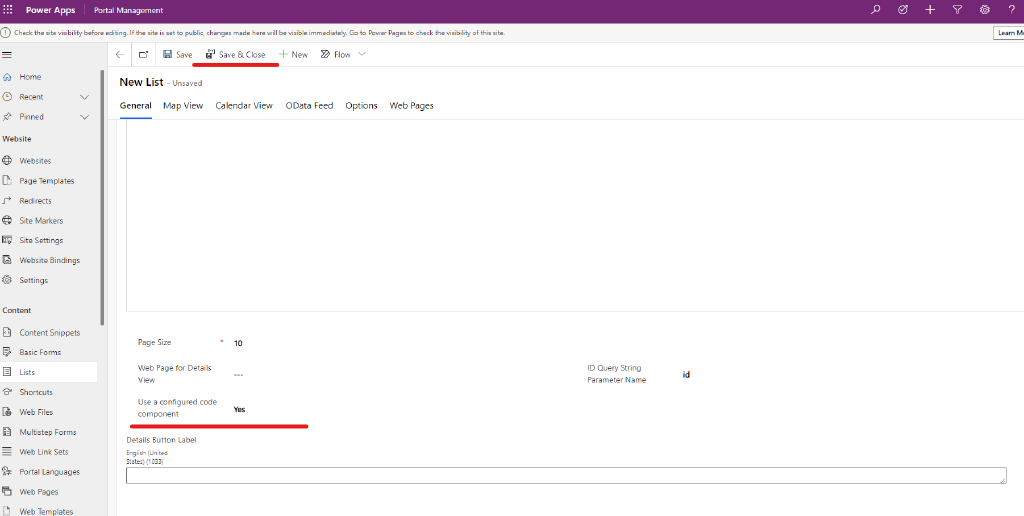 Power Apps Portal Management
Check the site visibility before editing. If the site is set to public, changes made here will be visible immediately. Go to Power Pages to check the visibility of this site.
Save Save & Close New Flow
New List - Unsaved
General Map View Calendar View OData Feed Options Web Pages
Home
Recent
Pinned
Website
Websites
Page Templates
Redirects
Site Markers
Site Settings
Website Bindings
Settings
Content
Content Snippets
Basic Forms
Lists
Shortcuts
Web Files
Multistep Forms
Web Link Sets
Portal Languages
Web Pages
Web Templates
Page Size * 10
Web Page for Details
View
---
ID Query String
Parameter Name
id
Use a configured code
component
Yes
Details Button Label
English (United
States) (1033)